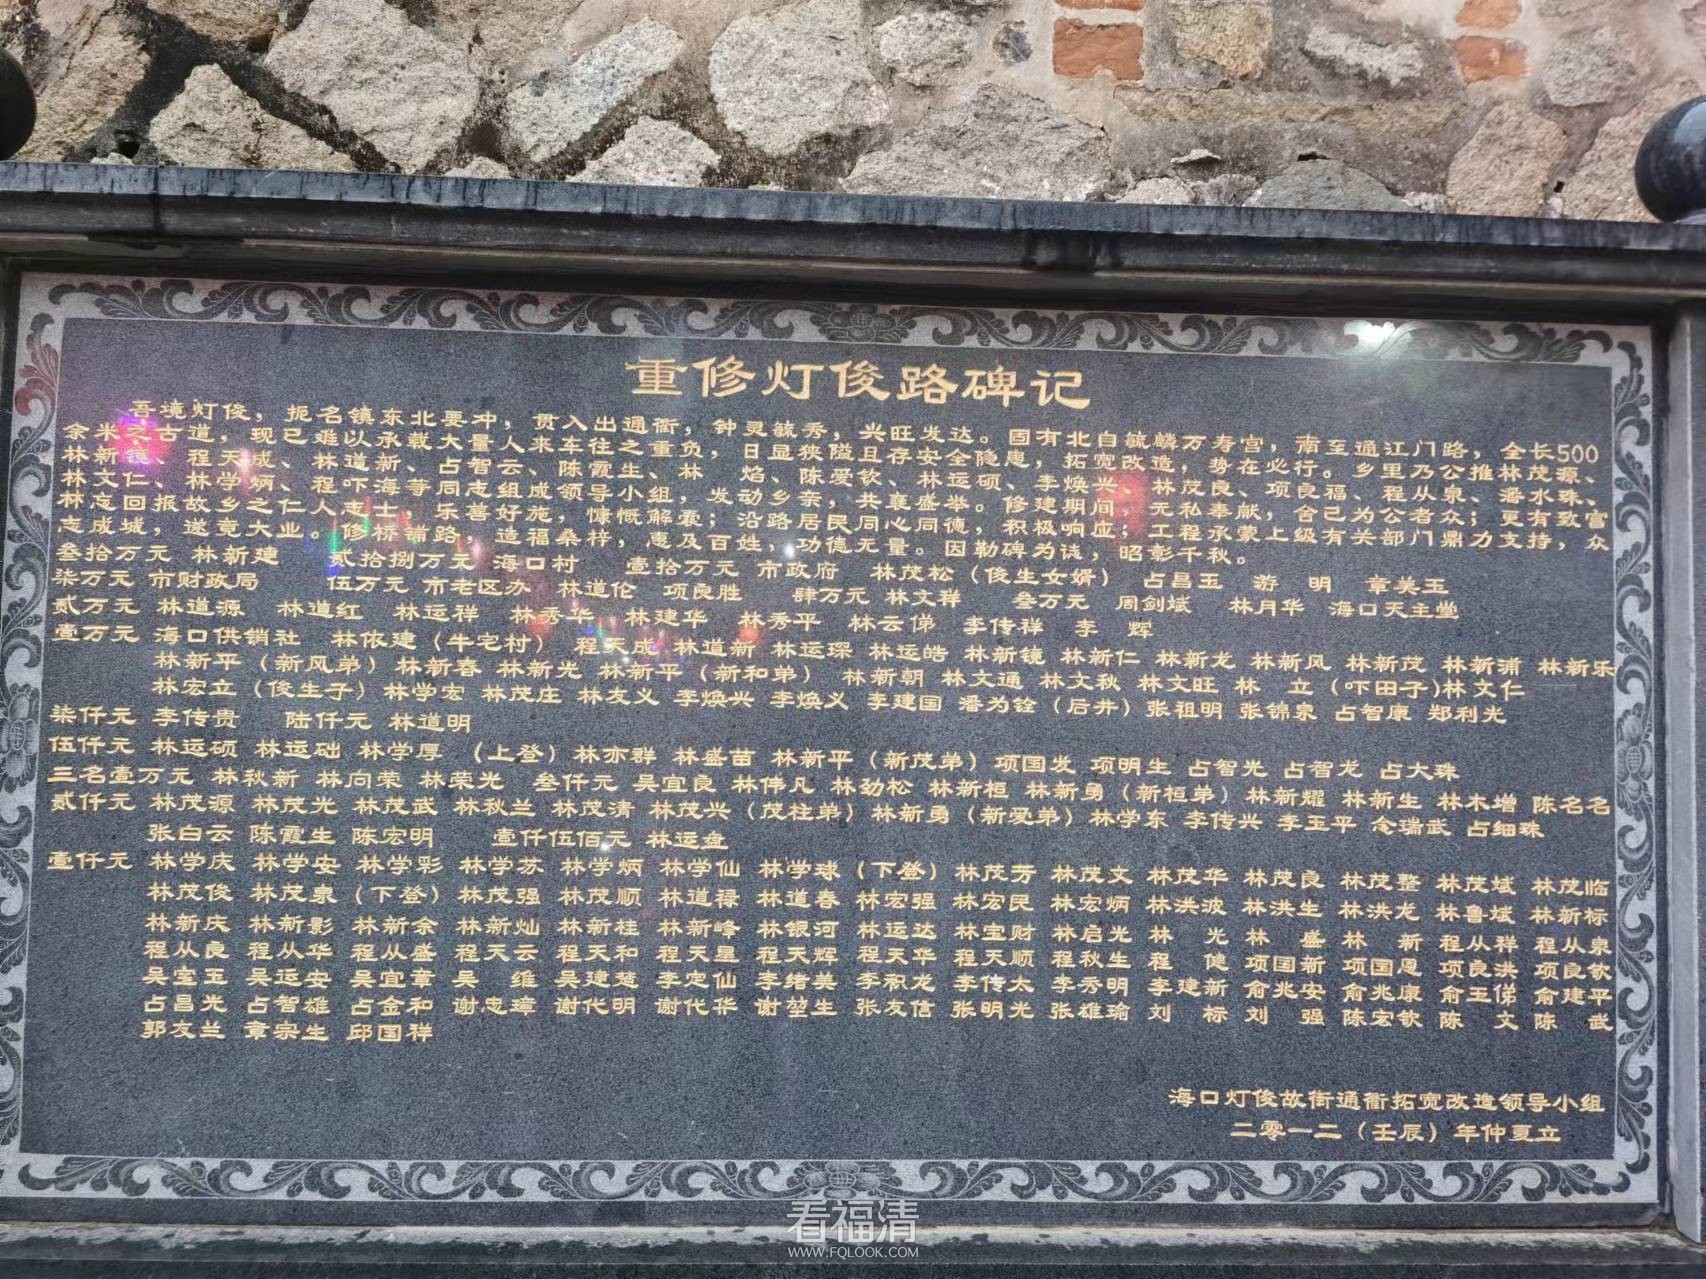 重修灯俊路碑记
吾境灯俊，扼名镇东北要冲，贯入出通衢，钟灵毓秀，兴旺发达。固有北自毓麟万寿宫，南至通江门路，全长500
余米之古道，现已难以承载大量人来车往之重负，日显狭隘且存安全隐患，拓宽改造，势在必行。乡里乃公推林茂源、
林新镜、程天成、林道新、占智云、陈霞生、林 焰、陈爱钦、林运硕、李焕兴、林茂良、项良福、程从泉、潘水珠、
林文仁、林学炳、程吓海等同志组成领导小组，发动乡亲，共襄盛举。修建期间，无私奉献，舍己为公者众；更有致富
林忘回报故乡之仁人志士，乐善好施，慷慨解囊；沿路居民同心同德，积极响应；工程承蒙上级有关部门鼎力支持，众
志成城，遂竟大业。修桥铺路，造福桑梓，惠及百姓，功德无量。因勒碑为志，昭彰千秋。
叁拾万元 林新建 贰拾捌万元 海口村 壹拾万元 市政府 林茂松（俊生女婿） 占昌玉 游 明 章美玉
柒万元 市财政局 伍万元 市老区办 林道伦 项良胜 肆万元 林文祥 叁万元 周剑斌 林月华 海口天主堂
贰万元 林道源 林道红 林运祥 林秀华 林建华 林秀平 林云俤 李传祥 李 辉
壹万元 海口供销社 林依建（牛宅村） 程天成 林道新 林运琛 林运皓 林新镜 林新仁 林新龙 林新风 林新茂 林新浦 林新乐
林新平（新凤弟） 林新春 林新光 林新平（新和弟） 林新朝 林文通 林文秋 林文旺 林 立（吓田子）林文仁
林宏立（俊生子） 林学宏 林茂庄 林友义 李焕兴 李焕义 李建国 潘为铨（后井） 张祖明 张锦泉 占智康 郑利光
柒仟元 李传贵 陆仟元 林道明
伍仟元 林运硕 林运础 林学厚 （上登）林亦群 林盛苗 林新平（新茂弟） 项国发 项明生 占智光 占智龙 占大珠
三名壹万元 林秋新 林向荣 林荣光 叁仟元 吴宜良 林佛凡 林劲松 林新桓 林新勇（新桓弟） 林新耀 林新生 林木增 陈名名
贰仟元 林茂源 林茂光 林茂武 林秋兰 林茂清 林茂兴（茂柱弟） 林新勇（新爱弟） 林学东 李传兴 李玉平 念瑞武 占细珠
张白云 陈霞生 陈宏明 壹仟伍佰元 林运盘
壹仟元 林学庆 林学安 林学彩 林学苏 林学炳 林学仙 林学球（下登） 林茂芳 林茂文 林茂华 林茂良 林茂整 林茂斌 林茂临
林茂俊 林茂泉（下登） 林茂强 林茂顺 林道禄 林道春 林宏强 林宏民 林宏炳 林洪波 林洪生 林洪龙 林鲁斌 林新标
林新庆 林新影 林新余 林新灿 林新桂 林新峰 林银河 林运达 林宝财 林启光 林 光 林 盛 林 新 程从祥 程从泉
程从良 程从华 程从盛 程天云 程天和 程天星 程天辉 程天华 程天顺 程秋生 程 健 项国新 项国恩 项良洪 项良钦
吴室玉 吴运安 吴宜章 吴 维 吴建楚 李定仙 李绪美 李积龙 李传太 李秀明 李建新 俞兆安 俞兆康 俞玉俤 俞建平
占昌光 占智雄 占金和 谢忠璋 谢代明 谢代华 谢堃生 张友信 张明光 张雄瑜 刘 标 刘 强 陈宏钦 陈 文 陈 武
郭友兰 章宗生 邱国祥
海口灯俊故街通衢拓宽改造领导小组
二零一二（壬辰）年仲夏立
看福清
WWW.FQLOOK.COM